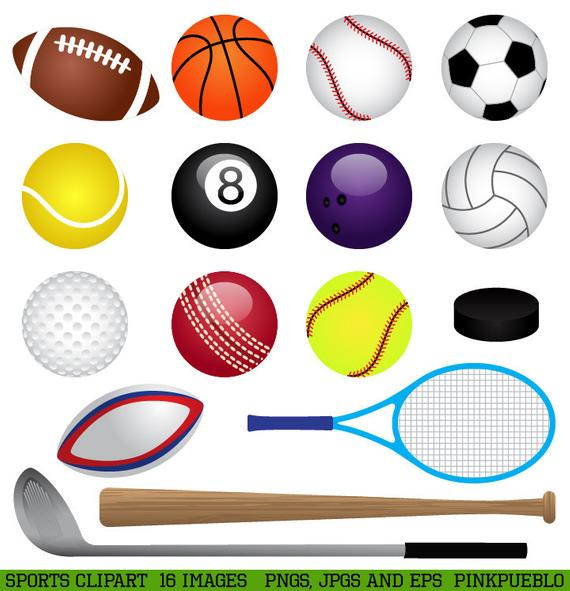 8
SPORTS CLIPART 16 IMAGES PNGS, JPGS AND EPS PINKPUEBLO